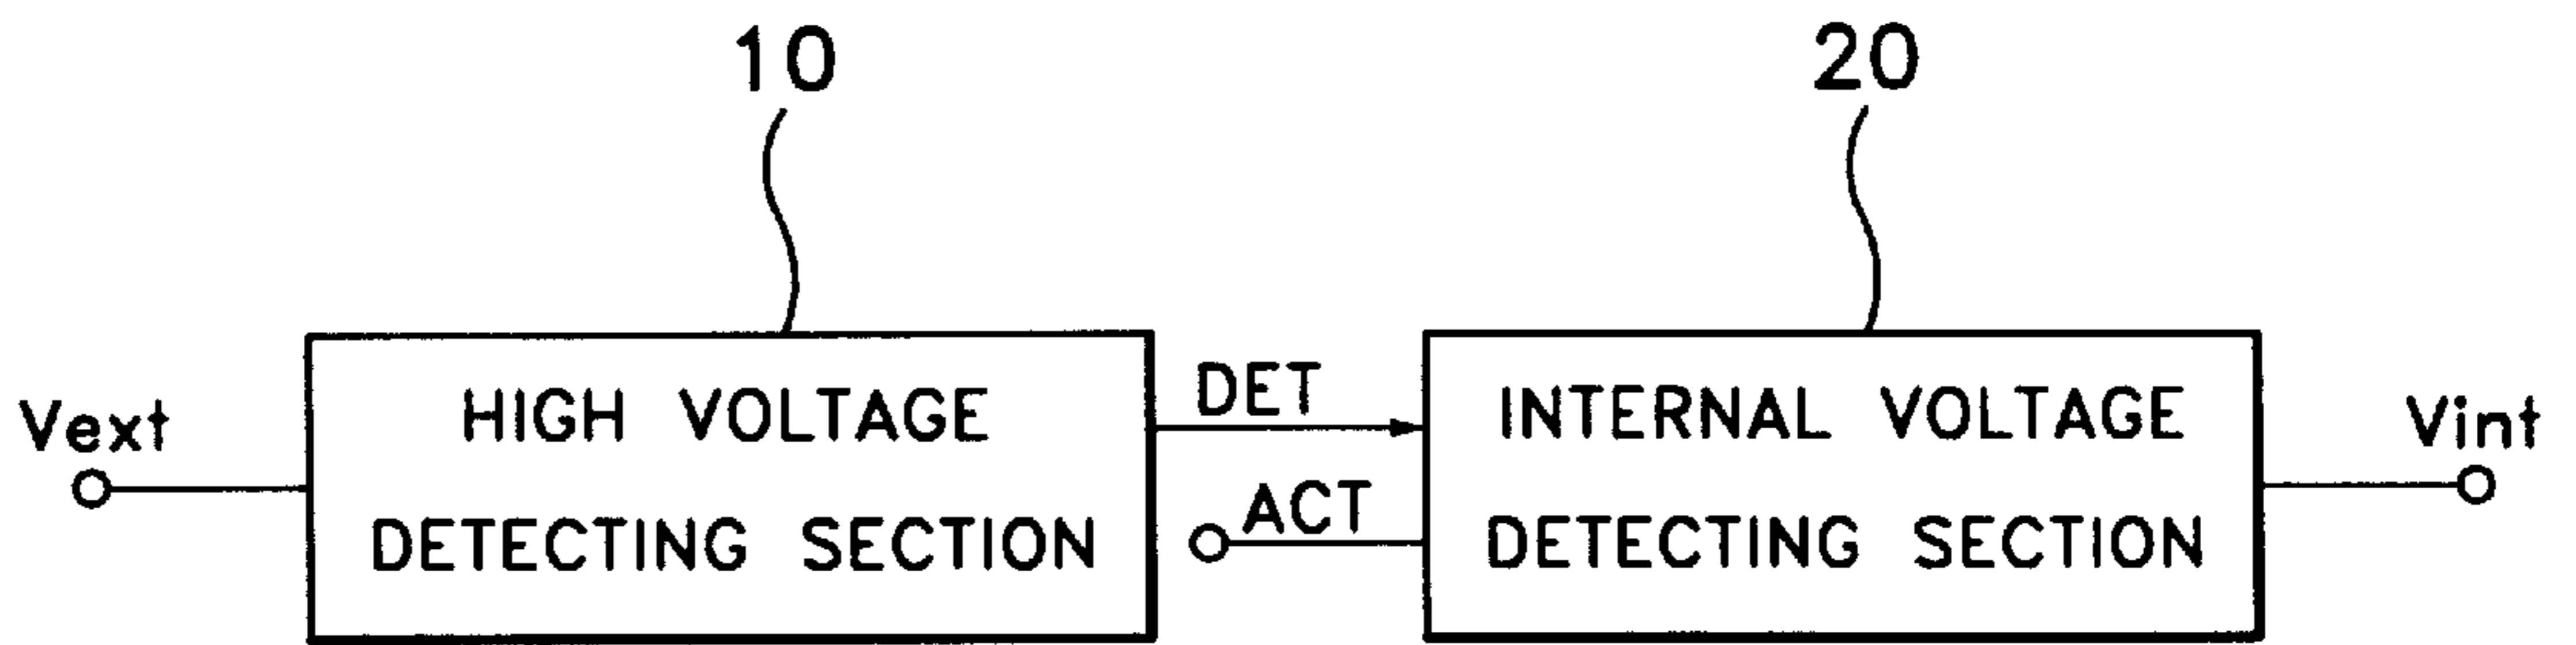 10
20
Vext
HIGH VOLTAGE
DETECTING SECTION
DET
ACT
INTERNAL VOLTAGE
DETECTING SECTION
Vint